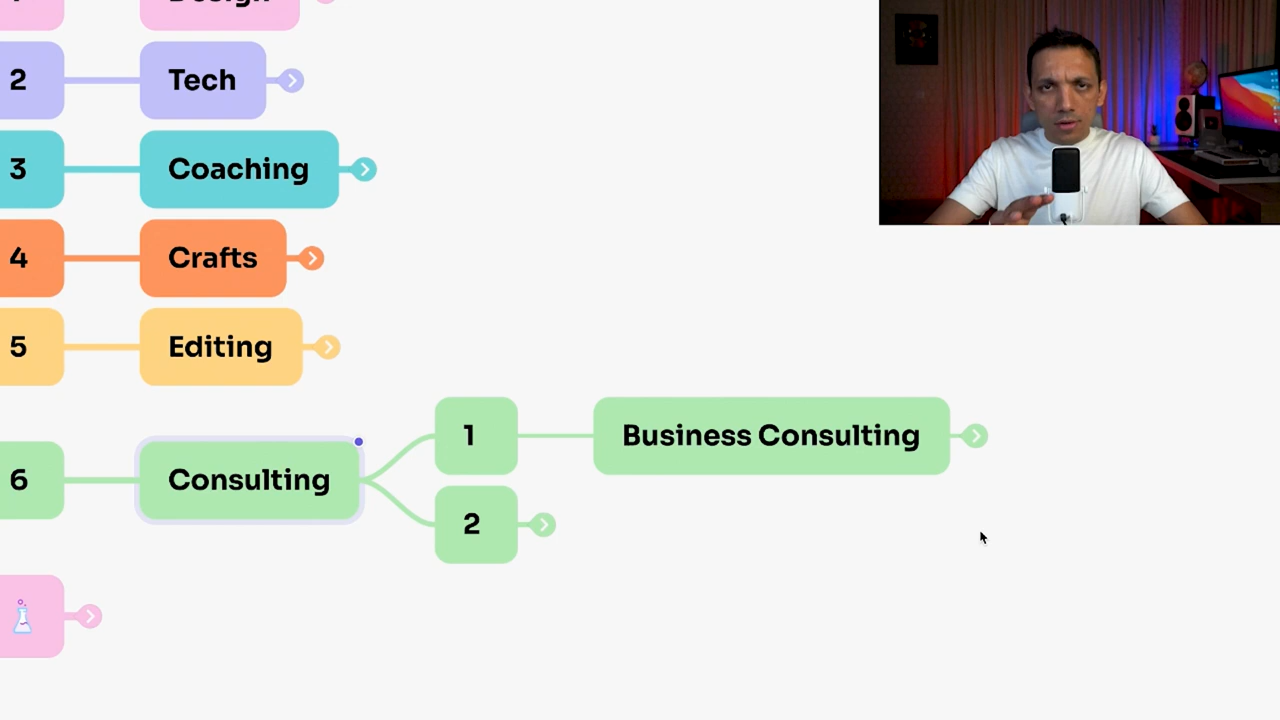 2 Tech
3 Coaching
4 Crafts
5 Editing
1 Business Consulting
6 Consulting
2